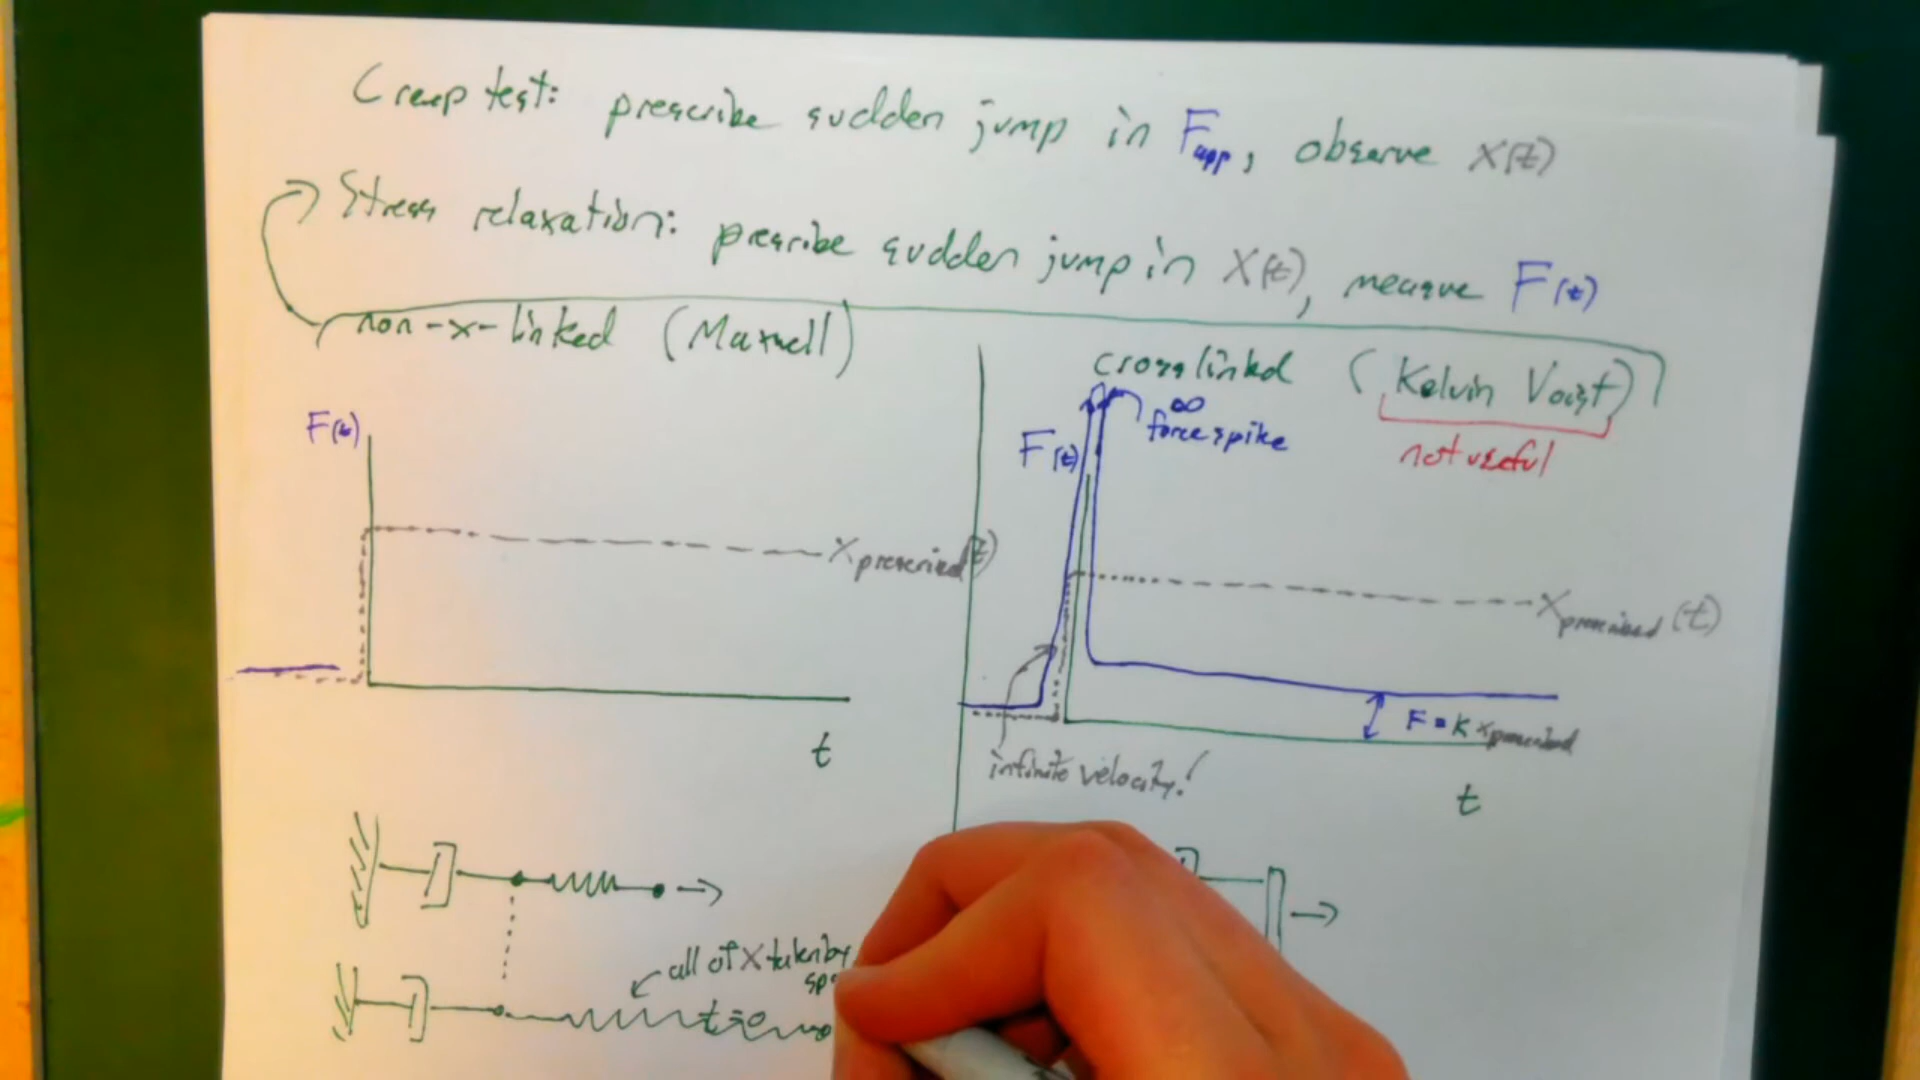 Creep test: prescribe sudden jump in Fapp, observe x(t)
Stress relaxation: prescribe sudden jump in X(t), measure F(t)
non-x-linked (Maxwell)
F(t)
xprescribed(t)
t
all of x taken by
t=0
crosslinked (Kelvin Voigt)
not useful
∞
force spike
F(t)
xprescribed(t)
F = K xprescribed
infinite velocity!
t